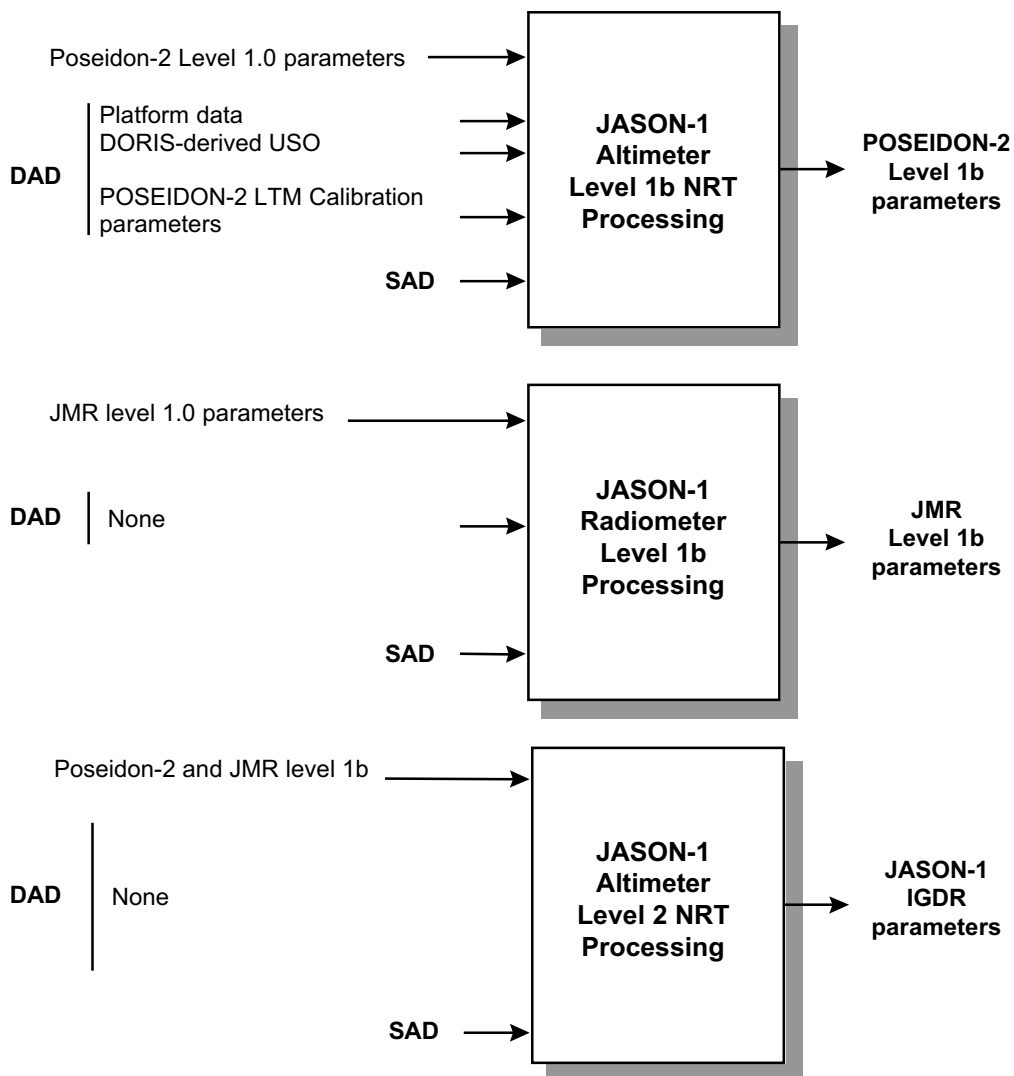 Poseidon-2 Level 1.0 parameters
DAD
Platform data
DORIS-derived USO
POSEIDON-2 LTM Calibration
parameters
SAD
JASON-1
Altimeter
Level 1b NRT
Processing
POSEIDON-2
Level 1b
parameters
JMR level 1.0 parameters
DAD
None
SAD
JASON-1
Radiometer
Level 1b
Processing
JMR
Level 1b
parameters
Poseidon-2 and JMR level 1b
DAD
None
SAD
JASON-1
Altimeter
Level 2 NRT
Processing
JASON-1
IGDR
parameters